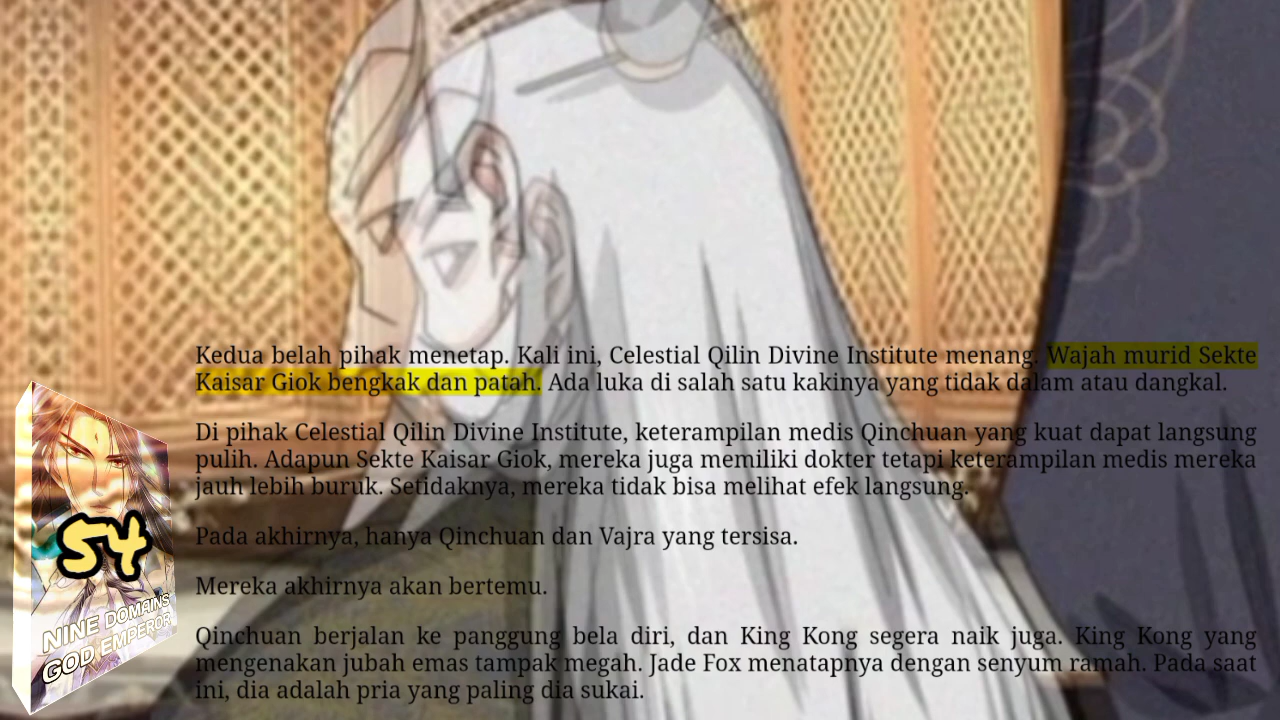 Kedua belah pihak menetap. Kali ini, Celestial Qilin Divine Institute menang. Wajah murid Sekte
Kaisar Giok bengkak dan patah. Ada luka di salah satu kakinya yang tidak dalam atau dangkal.
Di pihak Celestial Qilin Divine Institute, keterampilan medis Qinchuan yang kuat dapat langsung
pulih. Adapun Sekte Kaisar Giok, mereka juga memiliki dokter tetapi keterampilan medis mereka
jauh lebih buruk. Setidaknya, mereka tidak bisa melihat efek langsung.
Pada akhirnya, hanya Qinchuan dan Vajra yang tersisa.
Mereka akhirnya akan bertemu.
Qinchuan berjalan ke panggung bela diri, dan King Kong segera naik juga. King Kong yang
mengenakan jubah emas tampak megah. Jade Fox menatapnya dengan senyum ramah. Pada saat
ini, dia adalah pria yang paling dia sukai.
54
NINE DOMAINS
GOD EMPEROR